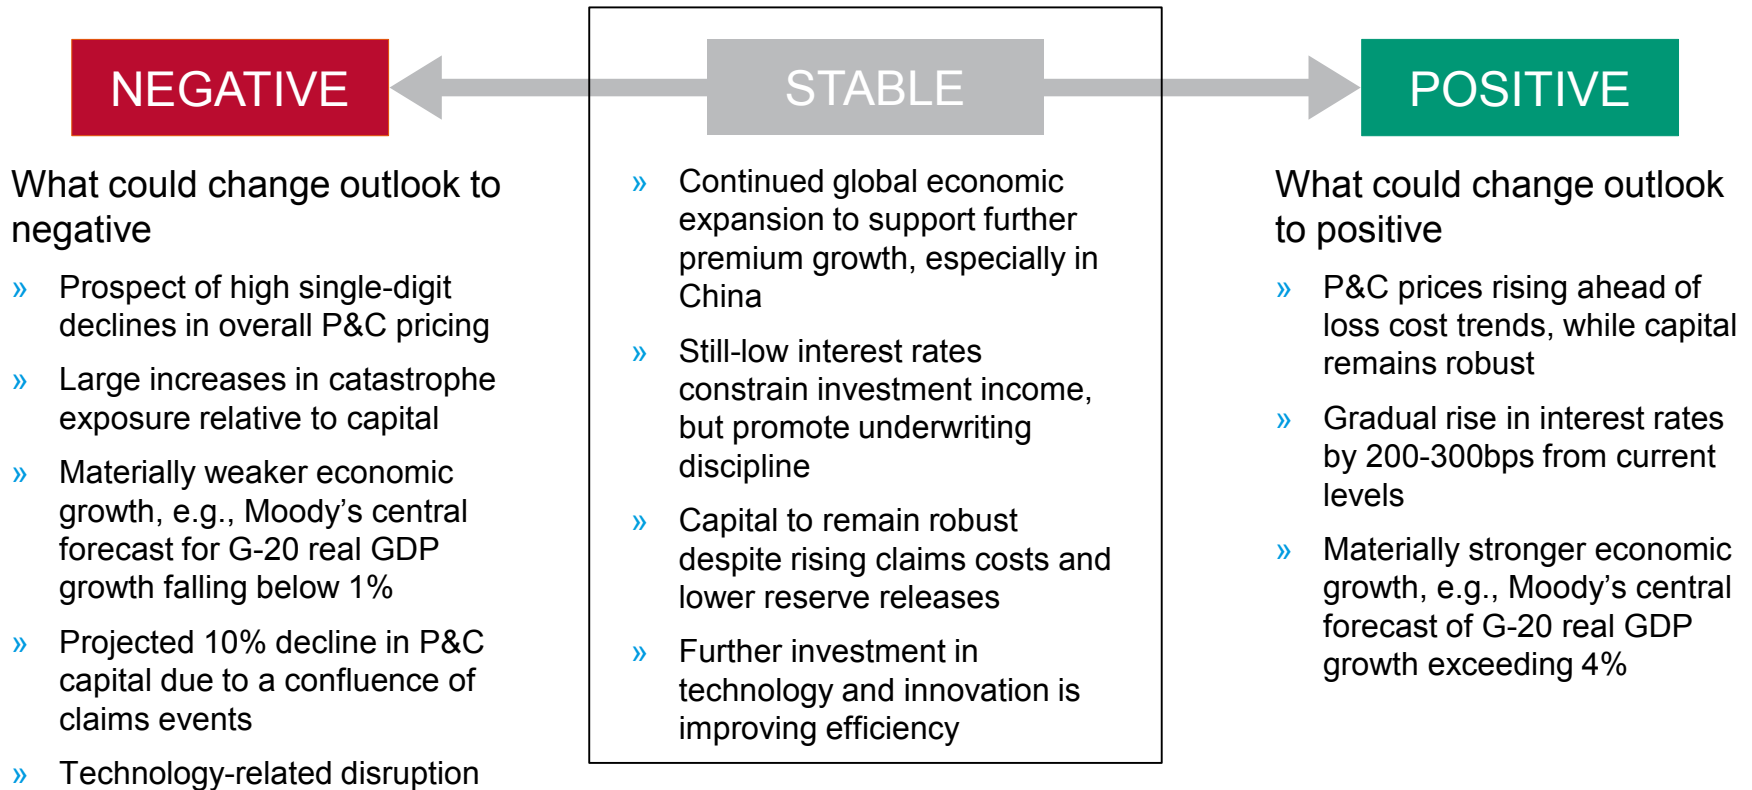 NEGATIVE
STABLE
POSITIVE
What could change outlook to
negative
» Prospect of high single-digit
declines in overall P&C pricing
» Large increases in catastrophe
exposure relative to capital
» Materially weaker economic
growth, e.g., Moody’s central
forecast for G-20 real GDP
growth falling below 1%
» Projected 10% decline in P&C
capital due to a confluence of
claims events
» Technology-related disruption
» Continued global economic
expansion to support further
premium growth, especially in
China
» Still-low interest rates
constrain investment income,
but promote underwriting
discipline
» Capital to remain robust
despite rising claims costs and
lower reserve releases
» Further investment in
technology and innovation is
improving efficiency
What could change outlook
to positive
» P&C prices rising ahead of
loss cost trends, while capital
remains robust
» Gradual rise in interest rates
by 200-300bps from current
levels
» Materially stronger economic
growth, e.g., Moody’s central
forecast of G-20 real GDP
growth exceeding 4%